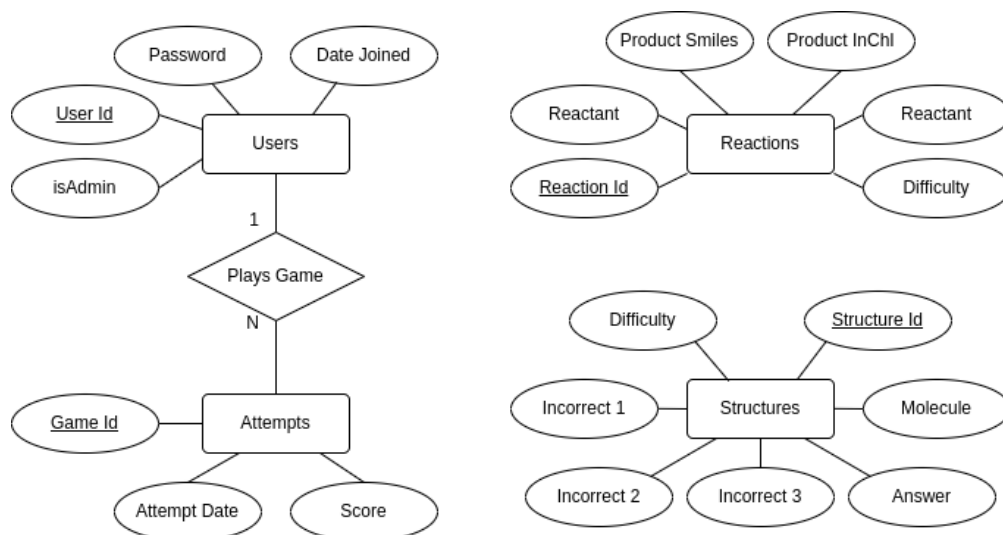 Password
Date Joined
User Id
Users
isAdmin
1
Plays Game
N
Game Id
Attempts
Attempt Date
Score
Product Smiles
Product InChI
Reactant
Reactions
Reactant
Reaction Id
Difficulty
Difficulty
Structure Id
Incorrect 1
Structures
Molecule
Incorrect 2
Incorrect 3
Answer